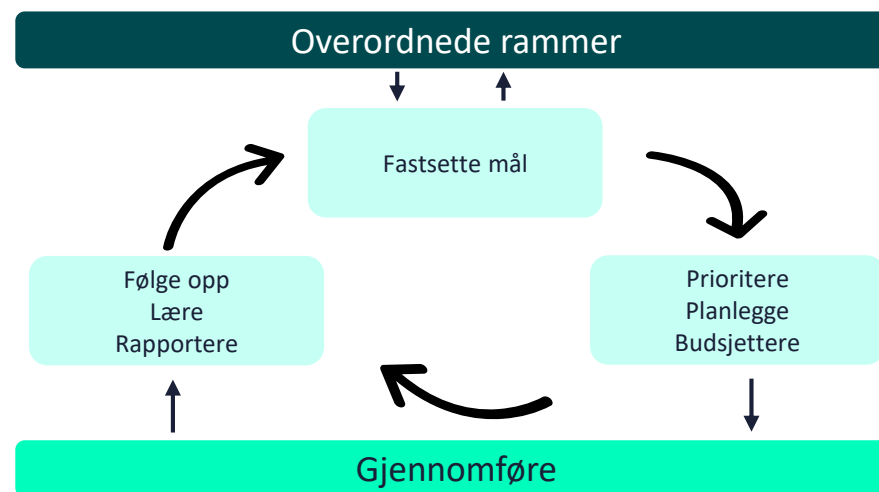 Overordnede rammer
Fastsette mål
Følge opp
Lære
Rapportere
Prioritere
Planlegge
Budsjettere
Gjennomføre